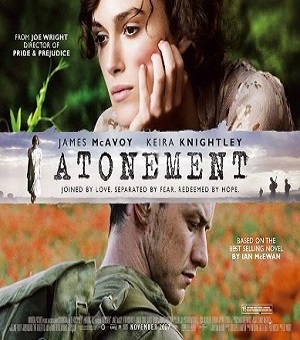 FROM JOE WRIGHT
DIRECTOR OF
PRIDE & PREJUDICE
JAMES McAVOY KEIRA KNIGHTLEY
ATONEMENT
JOINED BY LOVE. SEPARATED BY FEAR. REDEEMED BY HOPE.
BASED ON THE
BEST SELLING NOVEL
BY IAN McEWAN
NOVEMBER 2007